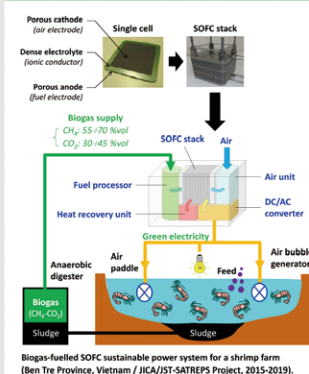 Porous cathode
(air electrode)
Dense electrolyte
(ionic conductor)
Porous anode
(fuel electrode)
Single cell
SOFC stack
Biogas supply
CH₄: 55÷70 %vol
CO₂: 30÷45 %vol
SOFC stack
Air
Fuel processor
Air unit
Heat recovery unit
DC/AC
converter
Green electricity
Anaerobic
digester
Air
paddle
Feed
Air bubble
generator
Biogas
(CH₄-CO₂)
Sludge
Sludge
Biogas-fuelled SOFC sustainable power system for a shrimp farm
(Ben Tre Province, Vietnam / JICA/JST-SATREPS Project, 2015-2019).